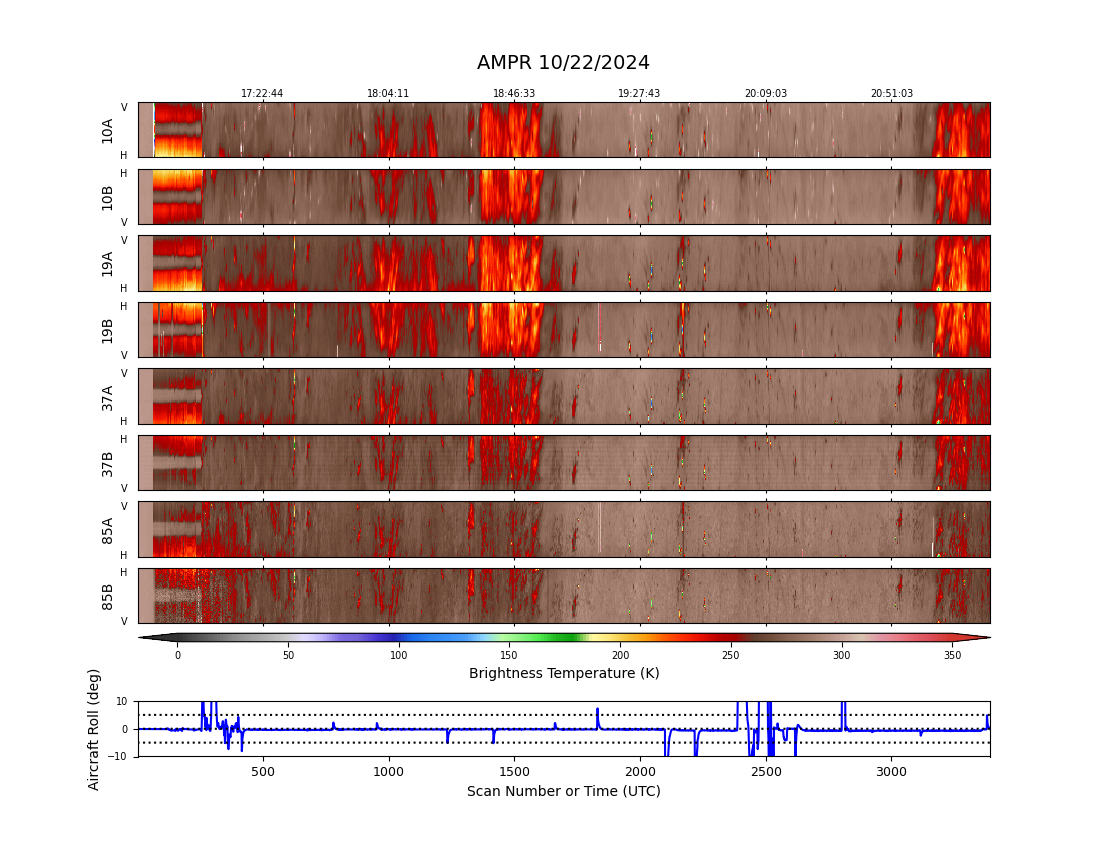 AMPR 10/22/2024
17:22:44 18:04:11 18:46:33 19:27:43 20:09:03 20:51:03
V
10A
H
H
10B
V
V
19A
H
H
19B
V
V
37A
H
H
37B
V
V
85A
H
H
85B
V
0 50 100 150 200 250 300 350
Brightness Temperature (K)
Aircraft Roll (deg)
10
0
−10
500 1000 1500 2000 2500 3000
Scan Number or Time (UTC)